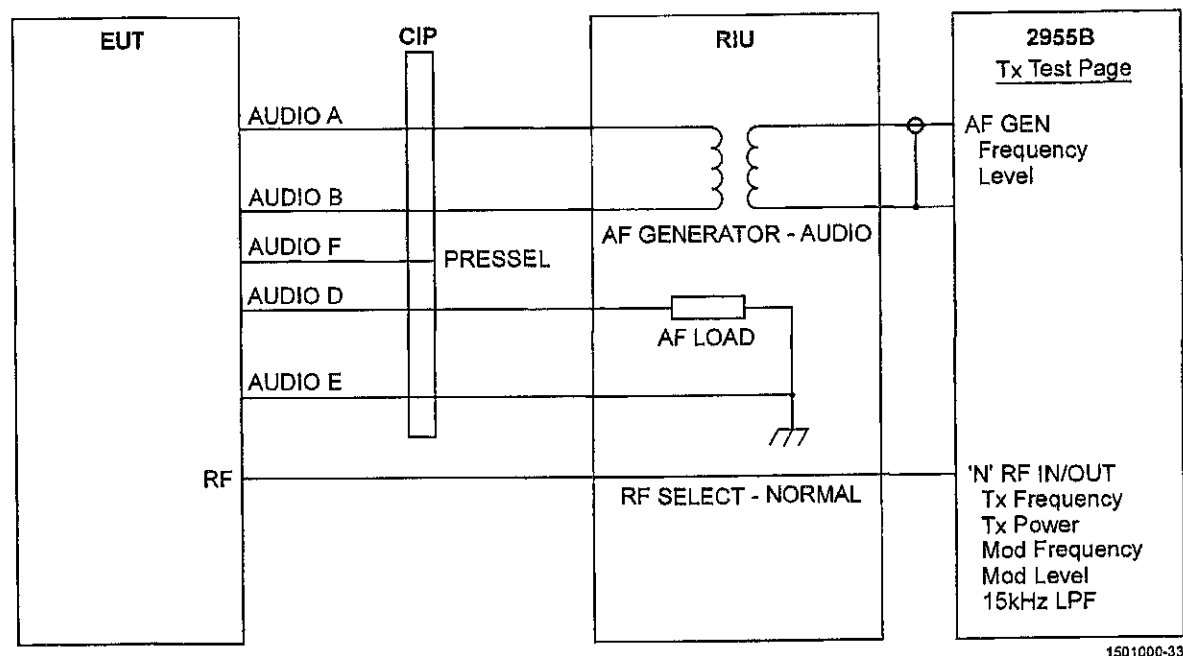 EUT
CIP
RIU
2955B
Tx Test Page
AUDIO A
AUDIO B
AUDIO F
AUDIO D
AUDIO E
RF
PRESSEL
AF GENERATOR - AUDIO
AF LOAD
RF SELECT - NORMAL
AF GEN
Frequency
Level
'N' RF IN/OUT
Tx Frequency
Tx Power
Mod Frequency
Mod Level
15kHz LPF
1501000-33